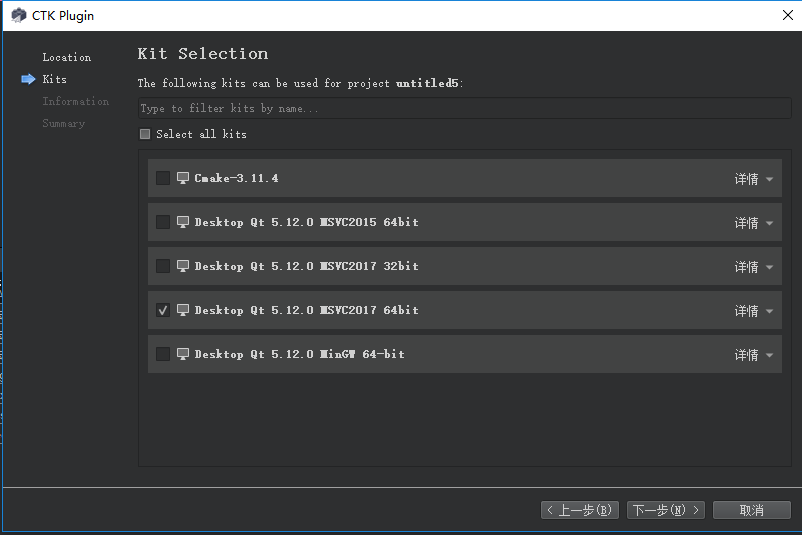 CTK Plugin
Location
Kits
Information
Summary
Kit Selection
The following kits can be used for project untitled5:
Type to filter kits by name...
Select all kits
Cmake-3.11.4 详情
Desktop Qt 5.12.0 MSVC2015 64bit 详情
Desktop Qt 5.12.0 MSVC2017 32bit 详情
Desktop Qt 5.12.0 MSVC2017 64bit 详情
Desktop Qt 5.12.0 MinGW 64-bit 详情
< 上一步(B) 下一步(N) > 取消